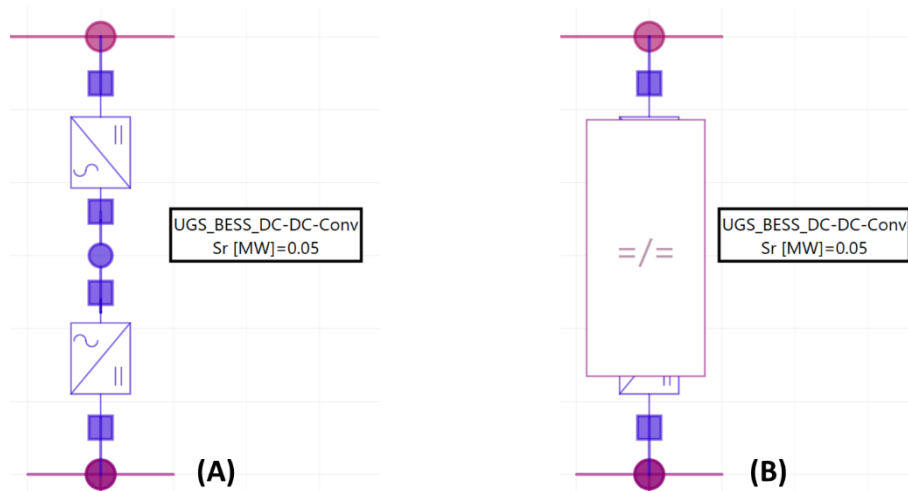 UGS_BESS_DC-DC-Conv
Sr [MW]=0.05
(A)
=/=
UGS_BESS_DC-DC-Conv
Sr [MW]=0.05
(B)